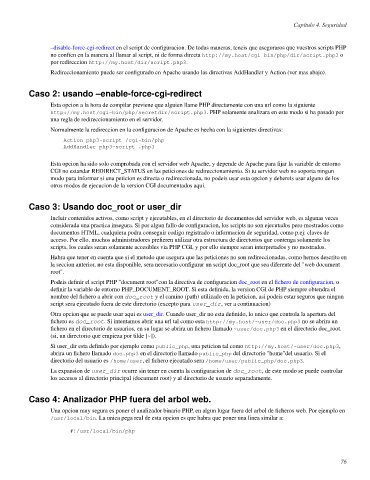 Capítulo 4. Seguridad
–disable-force-cgi-redirect en el script de configuracion. De todas maneras, teneis que aseguraros que vuestros scripts PHP
no confien en la manera al llamar al script, ni de forma directa http://my.host/cgi-bin/php/dir/script.php3 o
por redireccion http://my.host/dir/script.php3.
Redireccionamiento puede ser configurado en Apache usando las directivas AddHandler y Action (ver mas abajo)
Caso 2: usando –enable-force-cgi-redirect
Esta opcion a la hora de compilar previene que alguien llame PHP directamente con una url como la siguiente
http://my.host/cgi-bin/php/secretdir/script.php3. PHP solamente analizara en este modo si ha pasado por
una regla de redireccionamiento en el servidor.
Normalmente la redireccion en la configuracion de Apache es hecha con la siguientes directivas:
Action php3-script /cgi-bin/php
AddHandler php3-script .php3
Esta opcion ha sido solo comprobada con el servidor web Apache, y depende de Apache para fijar la variable de entorno
CGI no estandar REDIRECT_STATUS en las peticiones de redireccionamiento. Si tu servidor web no soporta ningun
modo para informar si una peticion es directa o redireccionada, no podeis usar esta opcion y debereis usar alguno de los
otros modos de ejecucion de la version CGI documentados aqui.
Caso 3: Usando doc_root or user_dir
Incluir contenidos activos, como script y ejecutables, en el directorio de documentos del servidor web, es algunas veces
considerada una practica insegura. Si por algun fallo de configuracion, los scripts no son ejecutados pero mostrados como
documentos HTML, cualquiera podra conseguir codigo registrado o informacion de seguridad, como p.ej: claves de
acceso. Por ello, muchos administradores prefieren utilizar otra estructura de directorios que contenga solamente los
scripts, los cuales seran solamente accesibles via PHP CGI, y por ello siempre seran interpretados y no mostrados.
Habra que tener en cuenta que si el metodo que asegura que las peticiones no son redireccionadas, como hemos descrito en
la seccion anterior, no esta disponible, sera necesario configurar un script doc_root que sea diferente del "web document
root".
Podeis definir el script PHP "document root"con la directiva de configuracion doc_root en el fichero de configuracion, o
definir la variable de entorno PHP_DOCUMENT_ROOT. Si esta definida, la version CGI de PHP siempre obtendra el
nombre del fichero a abrir con doc_root y el camino (path) utilizado en la peticion, asi podeis estar seguros que ningun
script sera ejecutado fuera de este directorio (excepto para user_dir. ver a continuacion)
Otra opcion que se puede usar aqui es user_dir. Cuando user_dir no esta definido, lo unico que controla la apertura del
fichero es doc_root. Si intentamos abrir una url tal como esta http://my.host/~user/doc.php3 no se abrira un
fichero en el directorio de usuarios, en su lugar se abrira un fichero llamado ~user/doc.php3 en el directorio doc_root.
(si, un directorio que empieza por tilde [~]).
Si user_dir esta definido por ejemplo como public_php, una peticion tal como http://my.host/~user/doc.php3,
abrira un fichero llamado doc.php3 en el directorio llamado public_php del directorio "home"del usuario. Si el
directorio del usuario es /home/user, el fichero ejecutado sera /home/user/public_php/doc.php3.
La expansion de user_dir ocurre sin tener en cuenta la configuracion de doc_root, de este modo se puede controlar
los accesos al directorio principal (document root) y al directorio de usuario separadamente.
Caso 4: Analizador PHP fuera del arbol web.
Una opcion muy segura es poner el analizador binario PHP, en algun lugar fuera del arbol de ficheros web. Por ejemplo en
/usr/local/bin. La unica pega real de esta opcion es que habra que poner una linea similar a:
#!/usr/local/bin/php
76